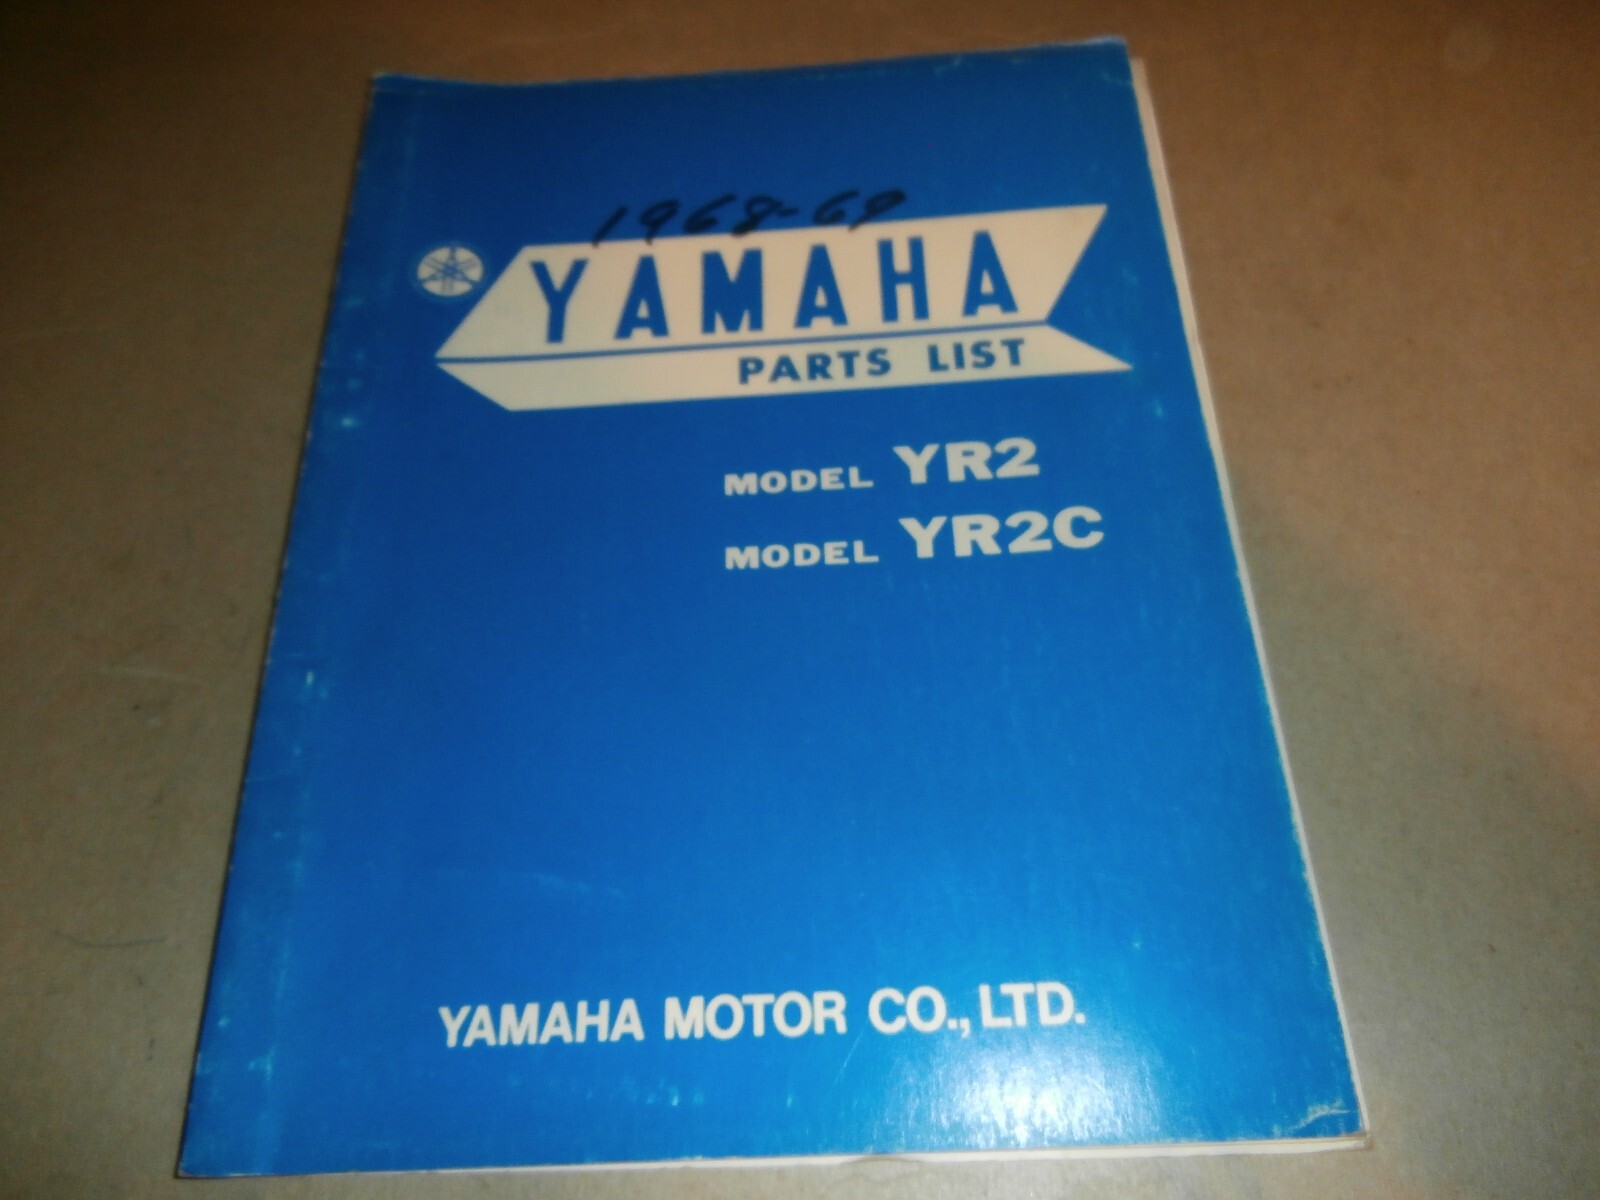 1968-69
YAMAHA
PARTS LIST
MODEL YR2
MODEL YR2C
YAMAHA MOTOR CO., LTD.